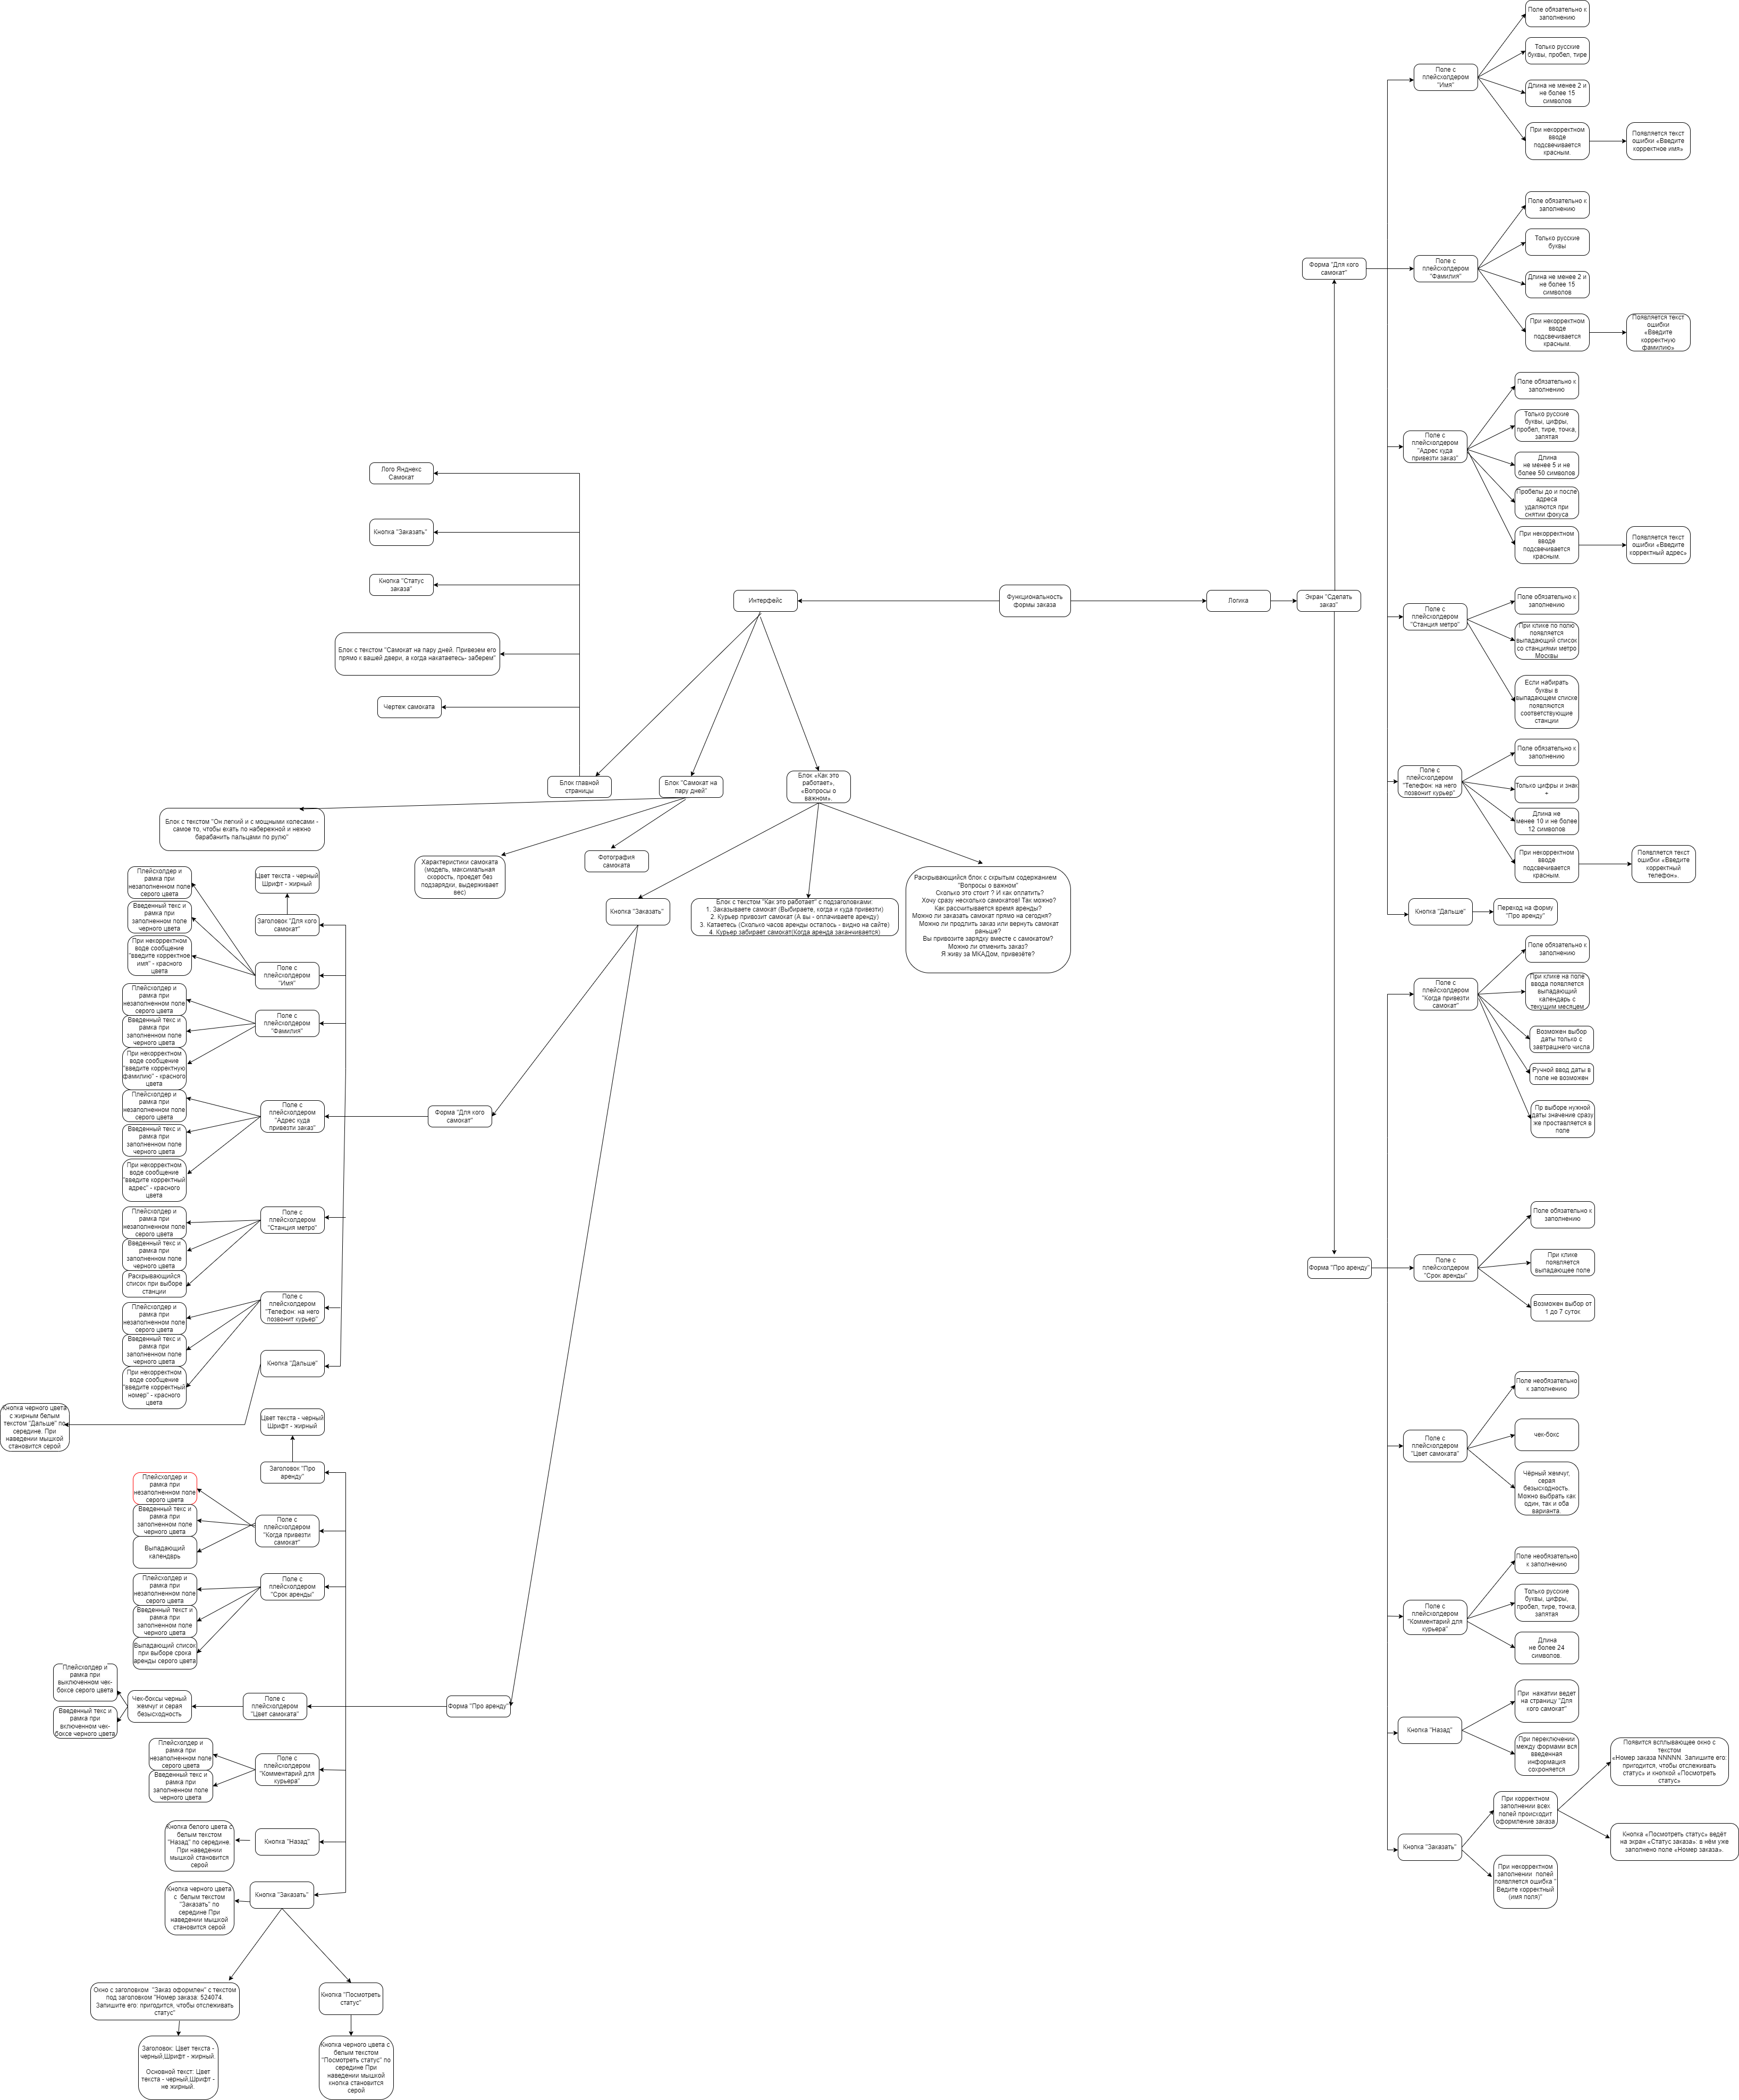 Функциональность
формы заказа
Интерфейс
Логика
Экран "Сделать
заказ"
Форма "Для кого
самокат"
Поле с
плейсхолдером
"Имя"
Поле обязательно к
заполнению
Только русские
буквы, пробел, тире
Длина не менее 2 и
не более 15
символов
При некорректном
вводе
подсвечивается
красным.
Появляется текст
ошибки «Введите
корректное имя»
Поле с
плейсхолдером
"Фамилия"
Поле обязательно к
заполнению
Только русские
буквы
Длина не менее 2 и
не более 15
символов
При некорректном
вводе
подсвечивается
красным.
Появляется текст
ошибки
«Введите
корректную
фамилию»
Поле с
плейсхолдером
"Адрес куда
привезти заказ"
Поле обязательно к
заполнению
Только русские
буквы, цифры,
пробел, тире, точка,
запятая
Длина
не менее 5 и не
более 50 символов
Пробелы до и после
адреса
удаляются при
снятии фокуса
При некорректном
вводе
подсвечивается
красным.
Появляется текст
ошибки «Введите
корректный адрес»
Поле с
плейсхолдером
"Станция метро"
Поле обязательно к
заполнению
При клике по полю
появляется
выпадающий список
со станциями метро
Москвы
Если набирать
буквы в
выпадающем списке
появляются
соответствующие
станции
Поле с
плейсхолдером
"Телефон: на него
позвонит курьер"
Поле обязательно к
заполнению
Только цифры и знак
+
Длина не
менее 10 и не более
12 символов
При некорректном
вводе
подсвечивается
красным.
Появляется текст
ошибки «Введите
корректный
телефон».
Кнопка "Дальше"
Переход на форму
"Про аренду"
Форма "Про аренду"
Поле с
плейсхолдером
"Когда привезти
самокат"
Поле обязательно к
заполнению
При клике на поле
ввода появляется
выпадающий
календарь с
текущим месяцем
Возможен выбор
даты только с
завтрашнего числа
Ручной ввод даты в
поле не возможен
Пр выборе нужной
даты значение сразу
же проставляется в
поле
Поле с
плейсхолдером
"Срок аренды"
Поле обязательно к
заполнению
При клике
появляется
выпадающее поле
Возможен выбор от
1 до 7 суток
Поле с
плейсхолдером
"Цвет самоката"
Поле необязательно
к заполнению
чек-бокс
Чёрный жемчуг,
серая
безысходность.
Можно выбрать как
один, так и оба
варианта.
Поле с
плейсхолдером
"Комментарий для
курьера"
Поле необязательно
к заполнению
Только русские
буквы, цифры,
пробел, тире, точка,
запятая
Длина
не более 24
символов.
Кнопка "Назад"
При нажатии ведет
на страницу "Для
кого самокат"
При переключении
между формами вся
введенная
информация
сохроняется
Кнопка "Заказать"
При корректном
заполнении всех
полей происходит
оформление заказа
Появится всплывающее окно с
текстом
«Номер заказа NNNNN. Запишите его:
пригодится, чтобы отслеживать
статус» и кнопкой «Посмотреть
статус»
Кнопка «Посмотреть статус» ведёт
на экран «Статус заказа»: в нём уже
заполнено поле «Номер заказа».
При некорректном
заполнении полей
появляется ошибка "
Ведите корректный
(имя поля)"
Лого Янднекс
Самокат
Кнопка "Заказать"
Кнопка "Статус
заказа"
Блок с текстом "Самокат на пару дней. Привезем его
прямо к вашей двери, а когда накатаетесь- заберем"
Чертеж самоката
Блок главной
страницы
Блок "Самокат на
пару дней"
Блок «Как это
работает»,
«Вопросы о
важном».
Блок с текстом "Он легкий и с мощными колесами -
самое то, чтобы ехать по набережной и нежно
барабанить пальцами по рулю"
Характеристики самоката
(модель, максимальная
скорость, проедет без
подзарядки, выдерживает
вес)
Фотография
самоката
Кнопка "Заказать"
Блок с текстом "Как это работает" с подзаголовками:
1. Заказываете самокат (Выбираете, когда и куда привезти)
2. Курьер привозит самокат (А вы - оплачиваете аренду)
3. Катаетесь (Сколько часов аренды осталось - видно на сайте)
4. Курьер забирает самокат(Когда аренда заканчивается)
Раскрывающийся блок с скрытым содержанием
"Вопросы о важном"
Сколько это стоит ? И как оплатить?
Хочу сразу несколько самокатов! Так можно?
Как рассчитывается время аренды?
Можно ли заказать самокат прямо на сегодня?
Можно ли продлить заказ или вернуть самокат
раньше?
Вы привозите зарядку вместе с самокатом?
Можно ли отменить заказ?
Я живу за МКАДом, привезёте?
Форма "Для кого
самокат"
Цвет текста - черный
Шрифт - жирный
Заголовок "Для кого
самокат"
Плейсхолдер и
рамка при
незаполненном поле
серого цвета
Введенный текс и
рамка при
заполненном поле
черного цвета
При некорректном
воде сообщение
"введите корректное
имя" - красного
цвета
Поле с
плейсхолдером
"Имя"
Плейсхолдер и
рамка при
незаполненном поле
серого цвета
Введенный текс и
рамка при
заполненном поле
черного цвета
При некорректном
воде сообщение
"введите корректную
фамилию" - красного
цвета
Поле с
плейсхолдером
"Фамилия"
Плейсхолдер и
рамка при
незаполненном поле
серого цвета
Введенный текс и
рамка при
заполненном поле
черного цвета
При некорректном
воде сообщение
"введите корректный
адрес" - красного
цвета
Поле с
плейсхолдером
"Адрес куда
привезти заказ"
Плейсхолдер и
рамка при
незаполненном поле
серого цвета
Введенный текс и
рамка при
заполненном поле
черного цвета
Раскрывающийся
список при выборе
станции
Поле с
плейсхолдером
"Станция метро"
Плейсхолдер и
рамка при
незаполненном поле
серого цвета
Введенный текс и
рамка при
заполненном поле
черного цвета
При некорректном
воде сообщение
"введите корректный
номер" - красного
цвета
Поле с
плейсхолдером
"Телефон: на него
позвонит курьер"
Кнопка "Дальше"
Кнопка черного цвета
с жирным белым
текстом "Дальше" по
середине. При
наведении мышкой
становится серой
Цвет текста - черный
Шрифт - жирный
Заголовок "Про
аренду"
Плейсхолдер и
рамка при
незаполненном поле
серого цвета
Введенный текс и
рамка при
заполненном поле
черного цвета
Выпадающий
календврь
Поле с
плейсхолдером
"Когда привезти
самокат"
Плейсхолдер и
рамка при
незаполненном поле
серого цвета
Введенный текст и
рамка при
заполненном поле
черного цвета
Выпадающий список
при выборе срока
аренды серого цвета
Поле с
плейсхолдером
"Срок аренды"
Плейсхолдер и
рамка при
выключенном чек-
боксе серого цвета
Введенный текс и
рамка при
включенном чек-
боксе черного цвета
Чек-боксы черный
жемчуг и серая
безысходность
Поле с
плейсхолдером
"Цвет самоката"
Форма "Про аренду"
Плейсхолдер и
рамка при
незаполненном поле
серого цвета
Введенный текс и
рамка при
заполненном поле
черного цвета
Поле с
плейсхолдером
"Комментарий для
курьера"
Кнопка белого цвета с
белым текстом
"Назад" по середине.
При наведении
мышкой становится
серой
Кнопка "Назад"
Кнопка черного цвета
с белым текстом
"Заказать" по
середине При
наведении мышкой
становится серой
Кнопка "Заказать"
Окно с заголовком "Заказ оформлен" с текстом
под заголовком "Номер заказа: 524074.
Запишите его: пригодится, чтобы отслеживать
статус"
Кнопка "Посмотреть
статус"
Заголовок: Цвет текста -
черный,Шрифт - жирный.
Основной текст: Цвет
текста - черный,Шрифт -
не жирный.
Кнопка черного цвета с
белым текстом
"Посмотреть статус" по
середине При
наведении мышкой
кнопка становится
серой